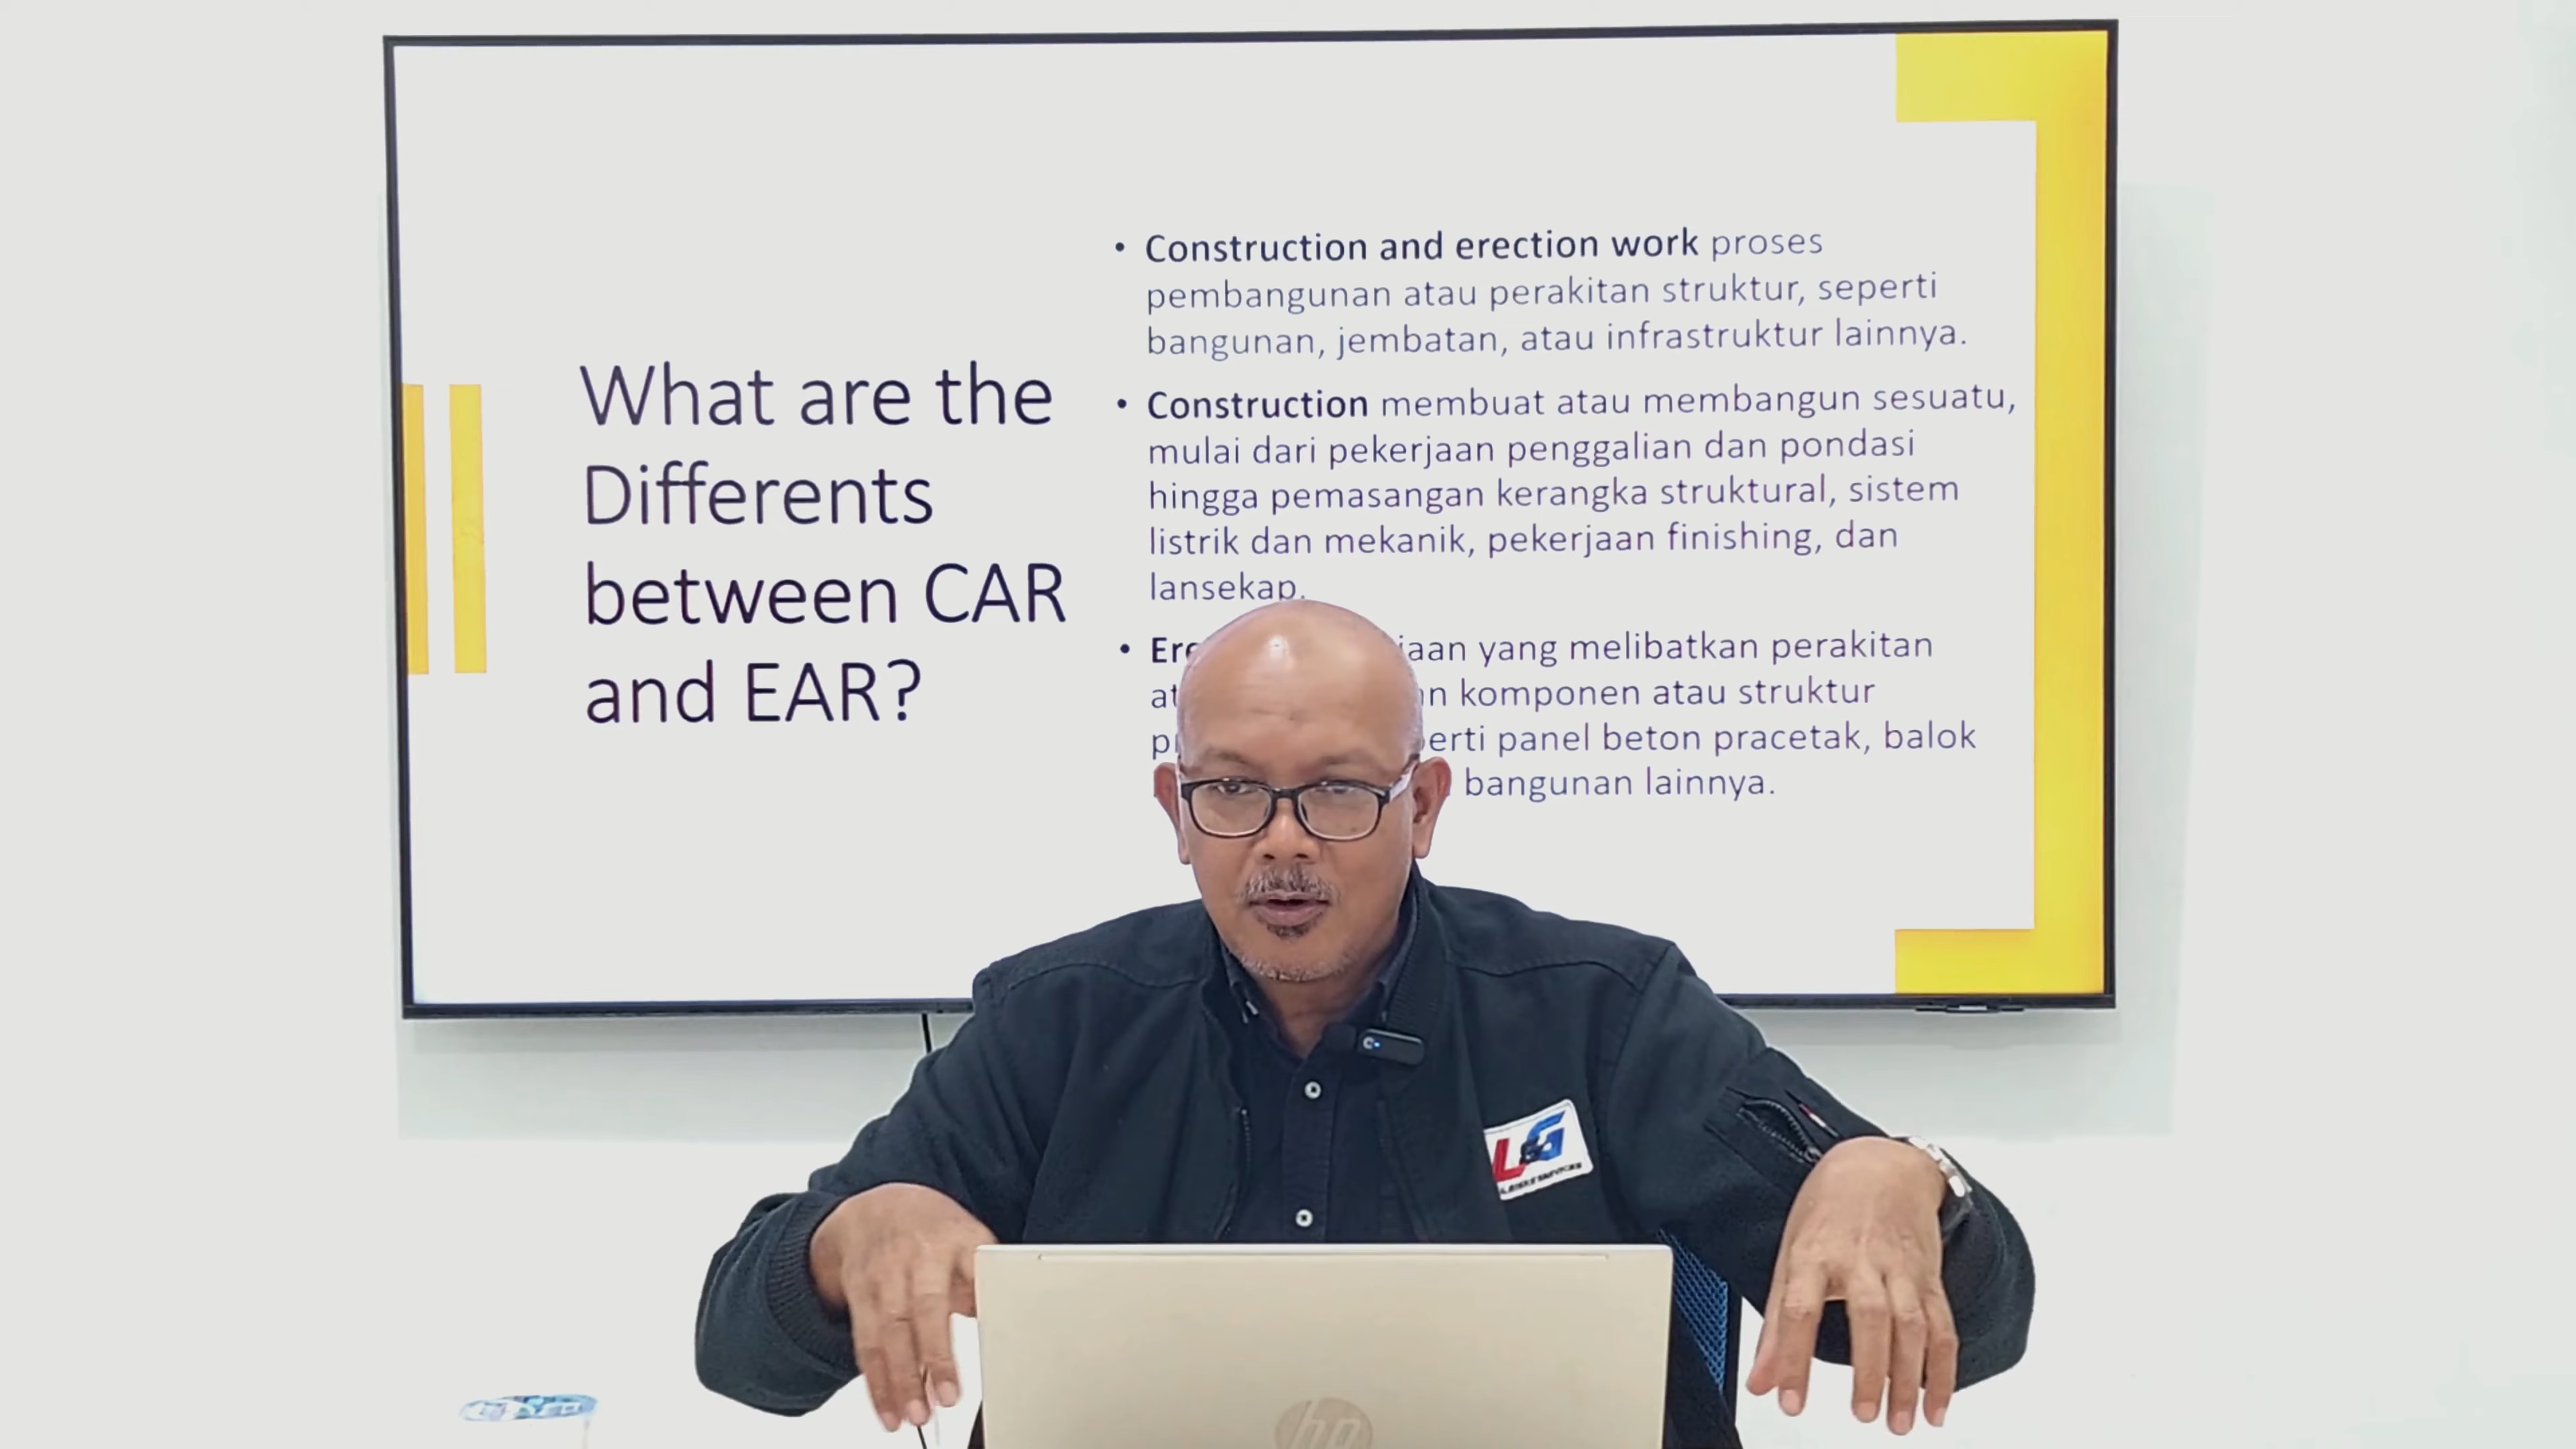 What are the
Differents
between CAR
and EAR?
• Construction and erection work proses
pembangunan atau perakitan struktur, seperti
bangunan, jembatan, atau infrastruktur lainnya.
• Construction membuat atau membangun sesuatu,
mulai dari pekerjaan penggalian dan pondasi
hingga pemasangan kerangka struktural, sistem
listrik dan mekanik, pekerjaan finishing, dan
lansekap.
• yang melibatkan perakitan
komponen atau struktur
panel beton pracetak, balok
bangunan lainnya.
L&G
hp